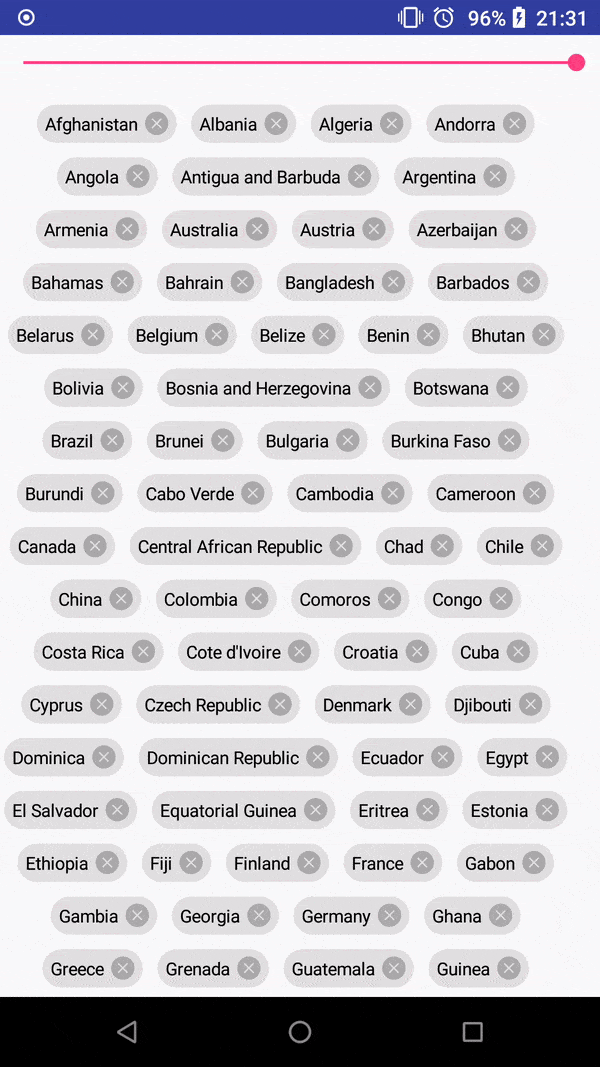 96% 21:31
Afghanistan Albania Algeria Andorra
Angola Antigua and Barbuda Argentina
Armenia Australia Austria Azerbaijan
Bahamas Bahrain Bangladesh Barbados
Belarus Belgium Belize Benin Bhutan
Bolivia Bosnia and Herzegovina Botswana
Brazil Brunei Bulgaria Burkina Faso
Burundi Cabo Verde Cambodia Cameroon
Canada Central African Republic Chad Chile
China Colombia Comoros Congo
Costa Rica Cote d'Ivoire Croatia Cuba
Cyprus Czech Republic Denmark Djibouti
Dominica Dominican Republic Ecuador Egypt
El Salvador Equatorial Guinea Eritrea Estonia
Ethiopia Fiji Finland France Gabon
Gambia Georgia Germany Ghana
Greece Grenada Guatemala Guinea